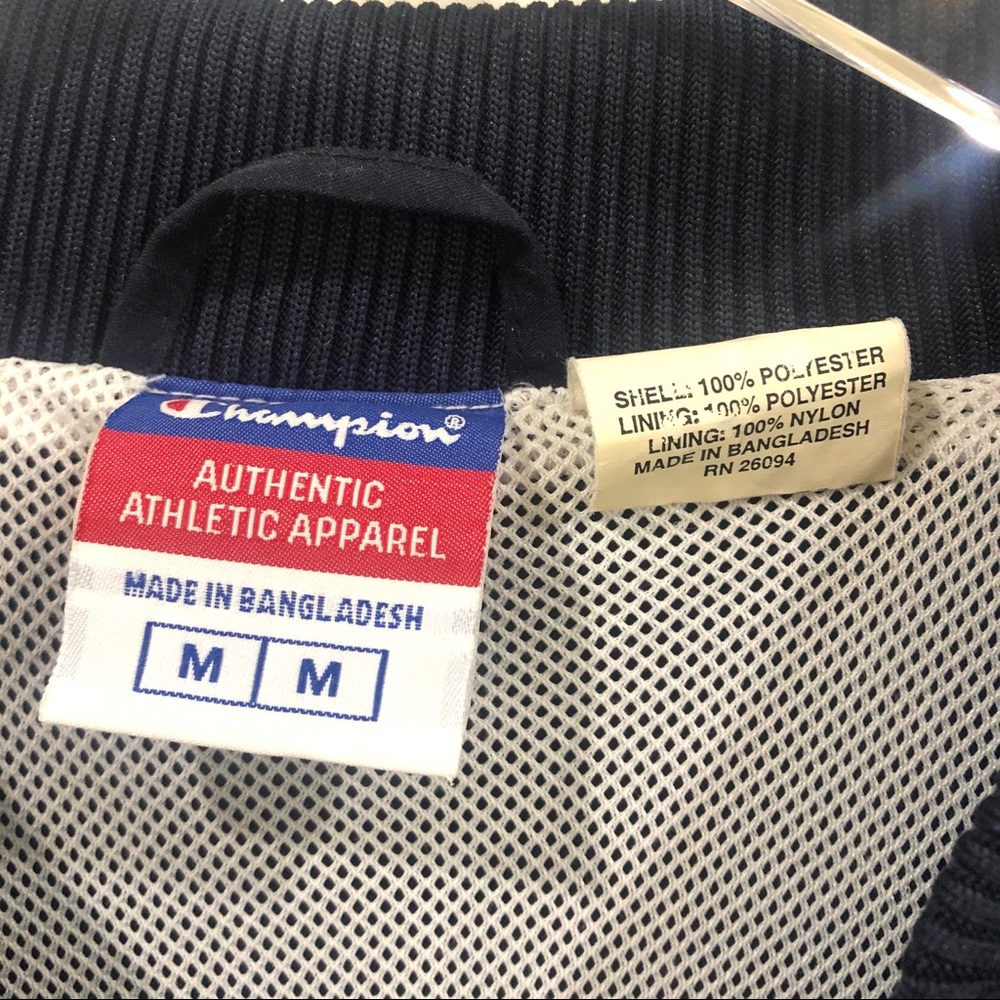 Champion®
AUTHENTIC
ATHLETIC APPAREL
MADE IN BANGLADESH
M M
SHELL: 100% POLYESTER
LINING: 100% POLYESTER
LINING: 100% NYLON
MADE IN BANGLADESH
RN 26094